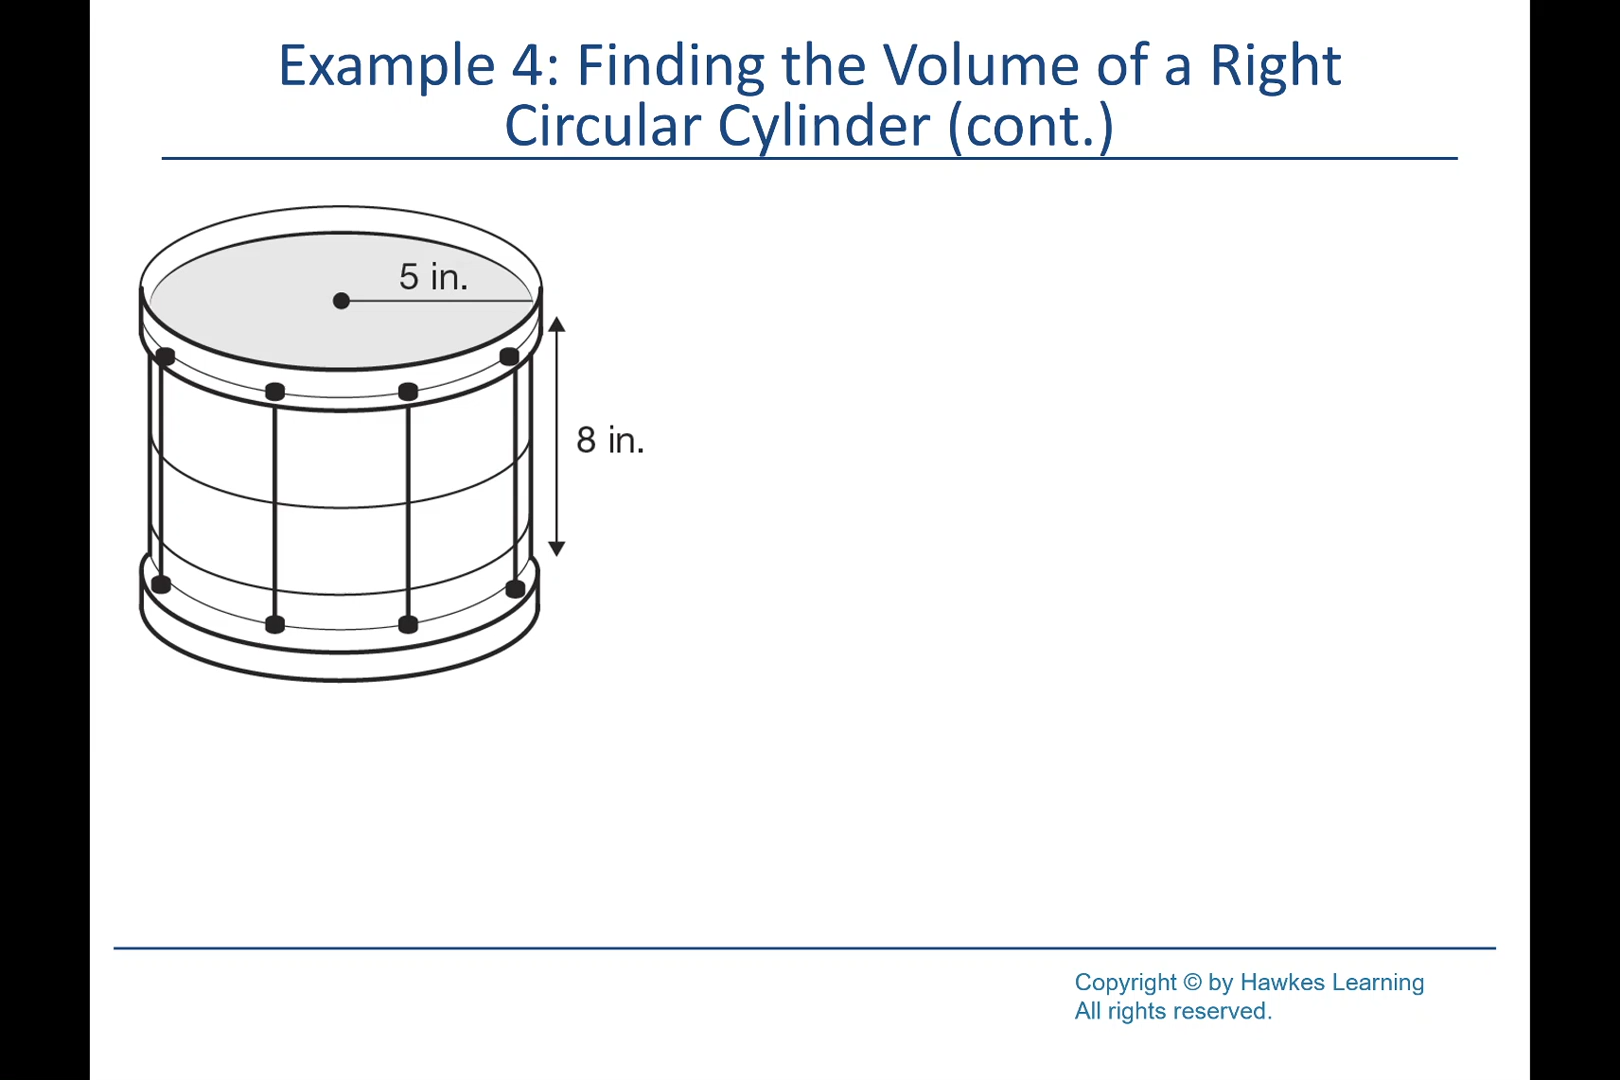 Example 4: Finding the Volume of a Right
Circular Cylinder (cont.)
5 in.
8 in.
Copyright © by Hawkes Learning
All rights reserved.